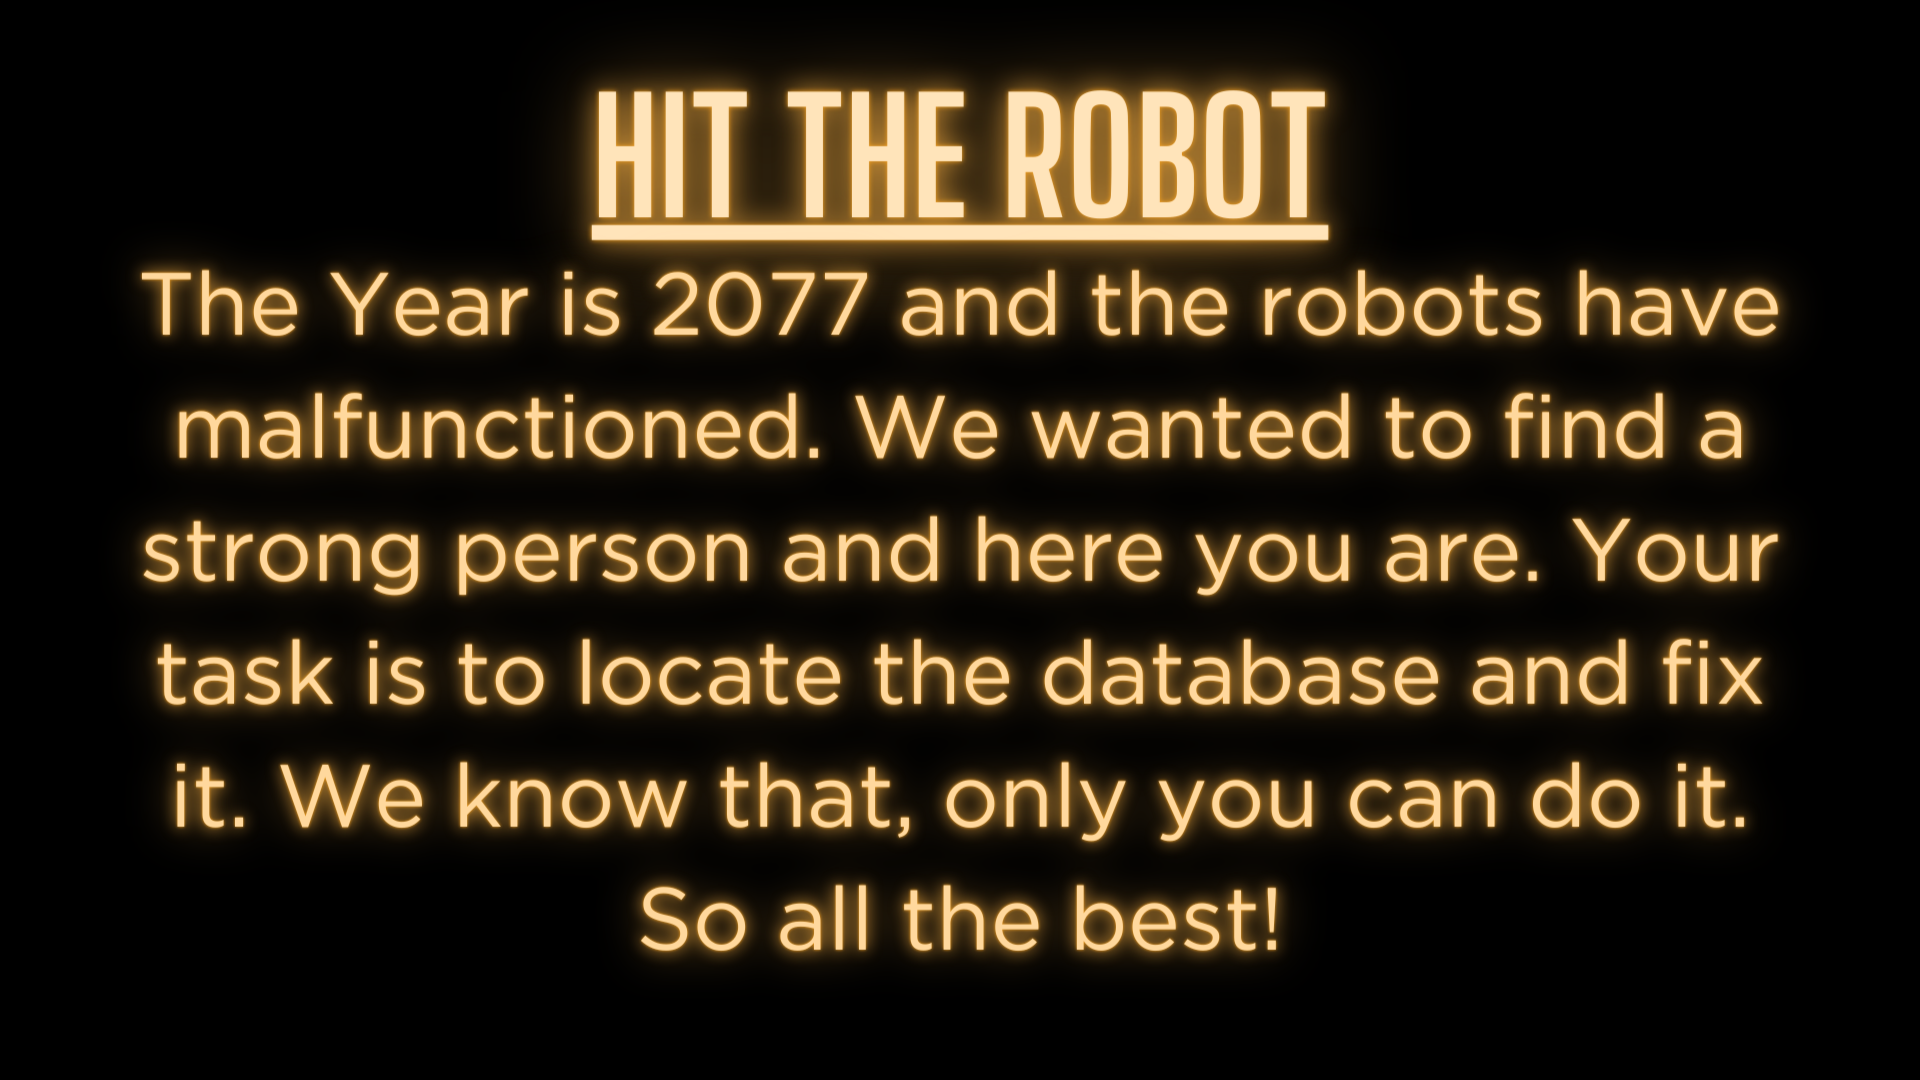 HIT THE ROBOT
The Year is 2077 and the robots have
malfunctioned. We wanted to find a
strong person and here you are. Your
task is to locate the database and fix
it. We know that, only you can do it.
So all the best!